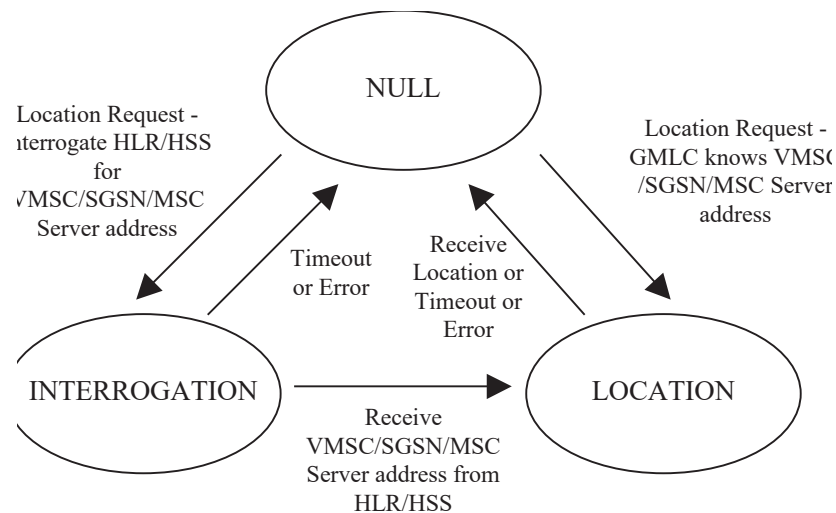 NULL
Location Request -
Interrogate HLR/HSS
for
VMSC/SGSN/MSC
Server address
Location Request -
GMLC knows VMSC
/SGSN/MSC Server
address
Timeout
or Error
Receive
Location or
Timeout or
Error
INTERROGATION
LOCATION
Receive
VMSC/SGSN/MSC
Server address from
HLR/HSS